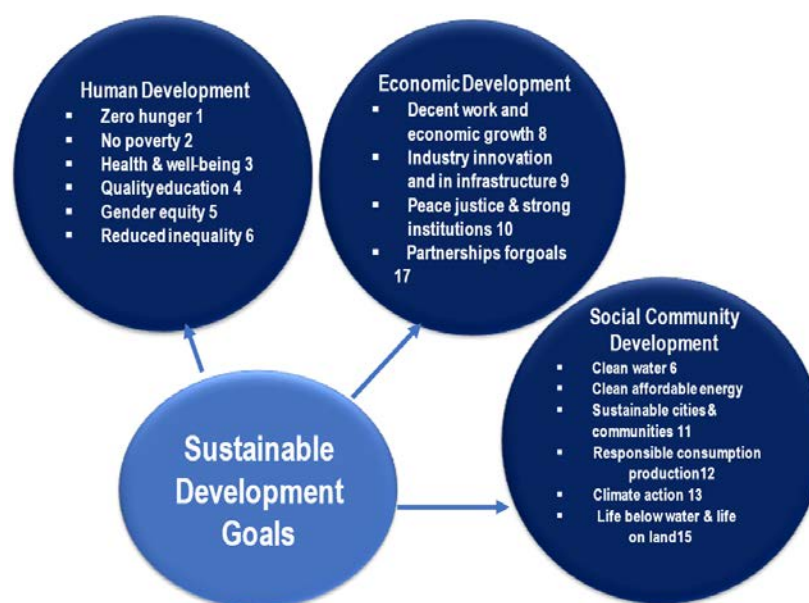 Human Development
▪ Zero hunger 1
▪ No poverty 2
▪ Health & well-being 3
▪ Quality education 4
▪ Gender equity 5
▪ Reduced inequality 6
Economic Development
▪ Decent work and
economic growth 8
▪ Industry innovation
and in infrastructure 9
▪ Peace justice & strong
institutions 10
▪ Partnerships forgoals
17
Social Community
Development
▪ Clean water 6
▪ Clean affordable energy
▪ Sustainable cities &
communities 11
▪ Responsible consumption
production12
▪ Climate action 13
▪ Life below water & life
on land15
Sustainable
Development
Goals